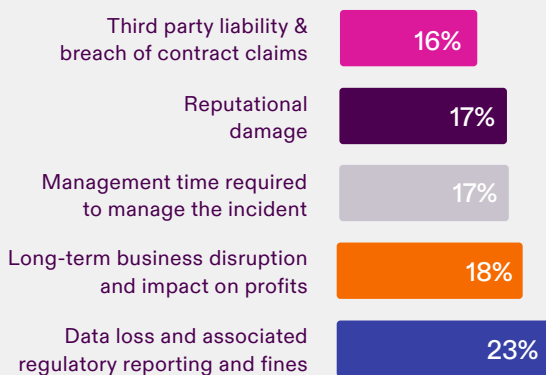 Third party liability &
breach of contract claims
16%
Reputational
damage
17%
Management time required
to manage the incident
17%
Long-term business disruption
and impact on profits
18%
Data loss and associated
regulatory reporting and fines
23%